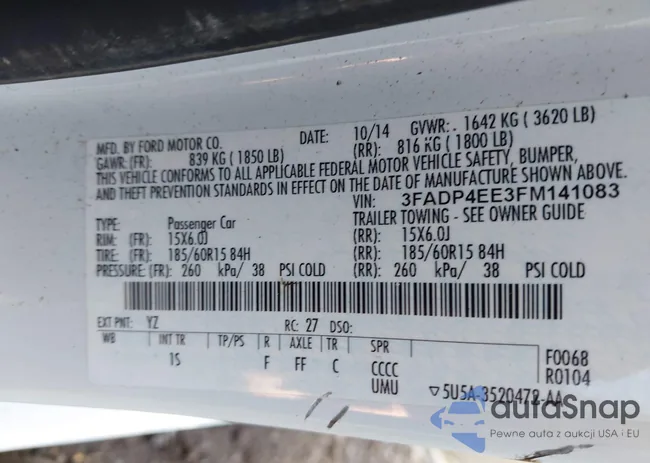 MFD. BY FORD MOTOR CO. DATE: 10/14 GVWR: 1642 KG ( 3620 LB)
GAWR: (FR): 839 KG ( 1850 LB) (RR): 816 KG ( 1800 LB)
THIS VEHICLE CONFORMS TO ALL APPLICABLE FEDERAL MOTOR VEHICLE SAFETY, BUMPER,
AND THEFT PREVENTION STANDARDS IN EFFECT ON THE DATE OF MANUFACTURE SHOWN ABOVE.
VIN: 3FADP4EE3FM141083
TYPE: Passenger Car TRAILER TOWING - SEE OWNER GUIDE
RIM: (FR): 15X6.0J (RR): 15X6.0J
TIRE: (FR): 185/60R15 84H (RR): 185/60R15 84H
PRESSURE: (FR): 260 kPa/ 38 PSI COLD (RR): 260 kPa/ 38 PSI COLD
EXT PNT: YZ RC: 27 DSO:
WB INT TR TP/PS R AXLE TR SPR
1S F FF C CCCC
UMU
F0068
R0104
▽5U5A-3520472-AA
autaSnap
Pewne auta z aukcji USA i EU